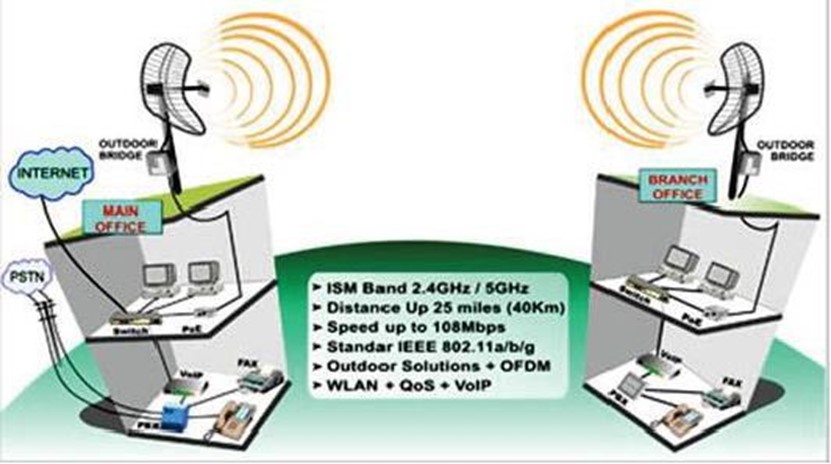 OUTDOOR
BRIDGE
INTERNET
MAIN
OFFICE
PSTN
Switch
PoE
VoIP
FAX
PBX
ISM Band 2.4GHz / 5GHz
Distance Up 25 miles (40Km)
Speed up to 108Mbps
Standar IEEE 802.11a/b/g
Outdoor Solutions + OFDM
WLAN + QoS + VoIP
OUTDOOR
BRIDGE
BRANCH
OFFICE
Switch
PoE
VoIP
FAX
PBX